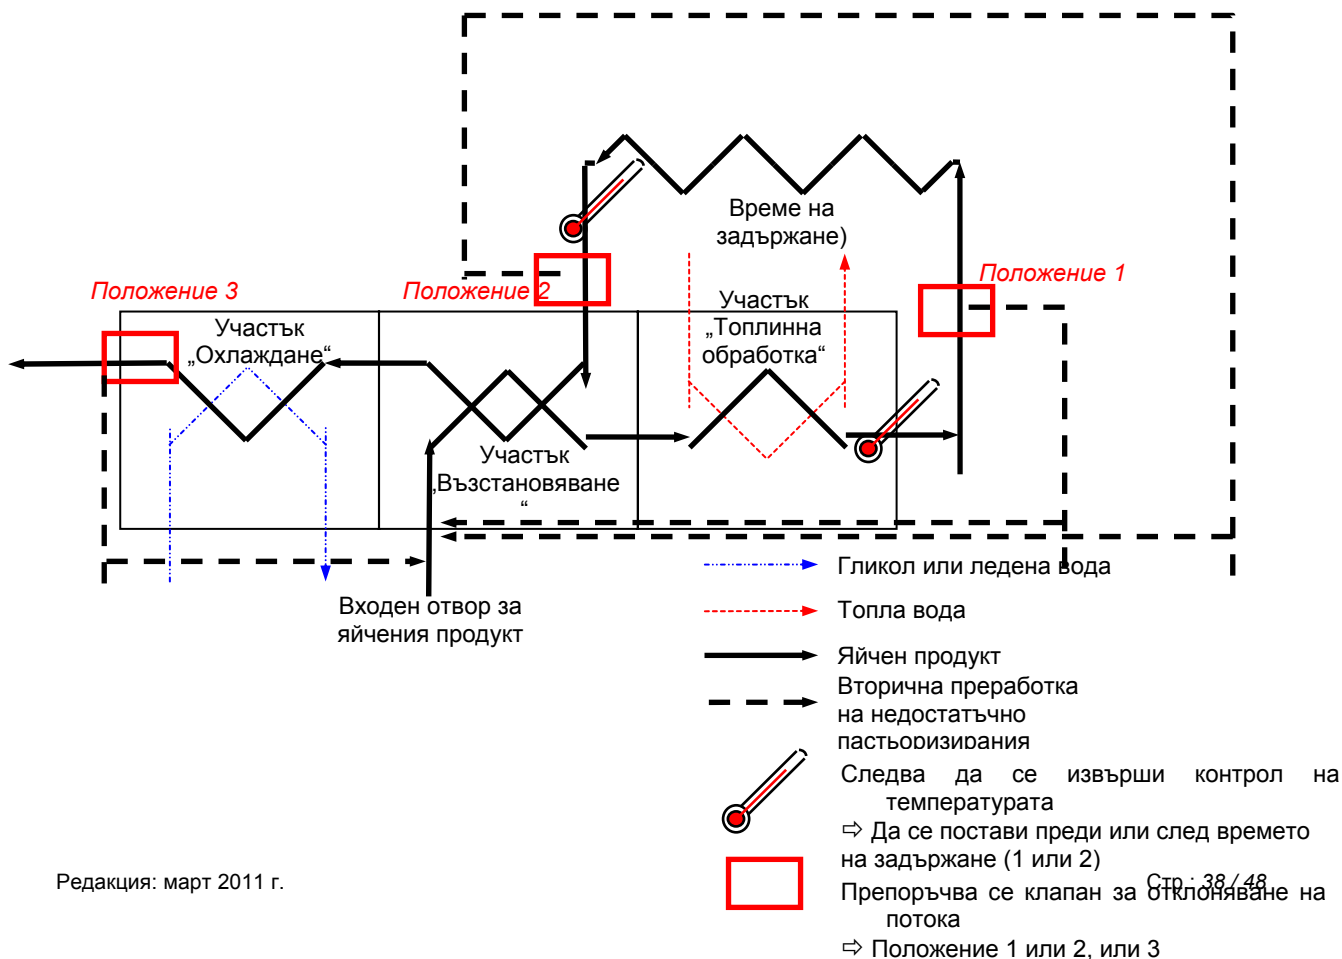 Време на
задържане)
Положение 1
Положение 3
Положение 2
Участък
„Топлинна
обработка“
Участък
„Охлаждане“
Участък
„Възстановяване
“
Входен отвор за
яйчения продукт
Гликол или ледена вода
Топла вода
Яйчен продукт
Вторична преработка
на недостатъчно
пастьоризирания
Следва да се извърши контрол на
температурата
⇨ Да се постави преди или след времето
на задържане (1 или 2)
Препоръчва се клапан за отклоняване на
потока
⇨ Положение 1 или 2, или 3
Редакция: март 2011 г.
Стр.: 38 / 48